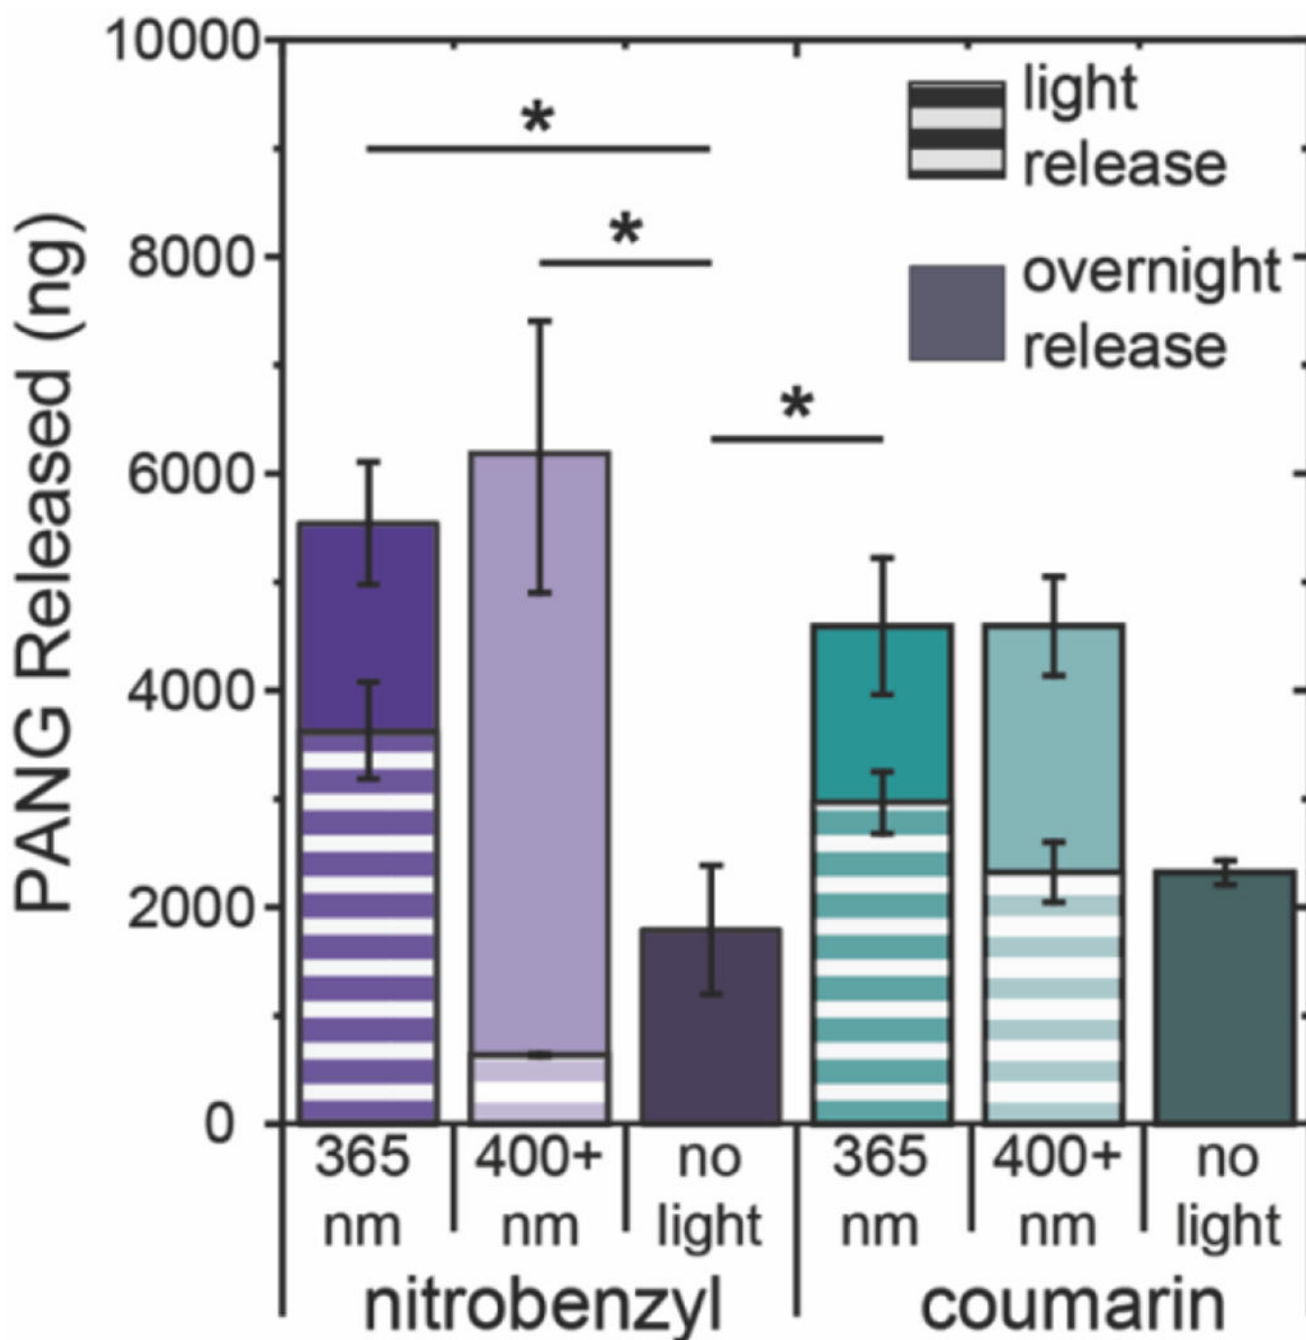 PANG Released (ng)
10000
8000
6000
4000
2000
0
*
*
*
light
release
overnight
release
365
nm
400+
nm
no
light
365
nm
400+
nm
no
light
nitrobenzyl
coumarin